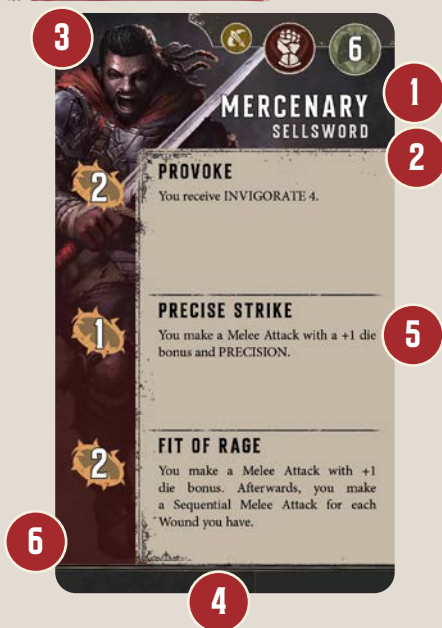 3
6
1
MERCENARY
SELLSWORD
2
2
PROVOKE
You receive INVIGORATE 4.
1
PRECISE STRIKE
You make a Melee Attack with a +1 die
bonus and PRECISION.
5
2
FIT OF RAGE
You make a Melee Attack with +1
die bonus. Afterwards, you make
a Sequential Melee Attack for each
Wound you have.
6
4